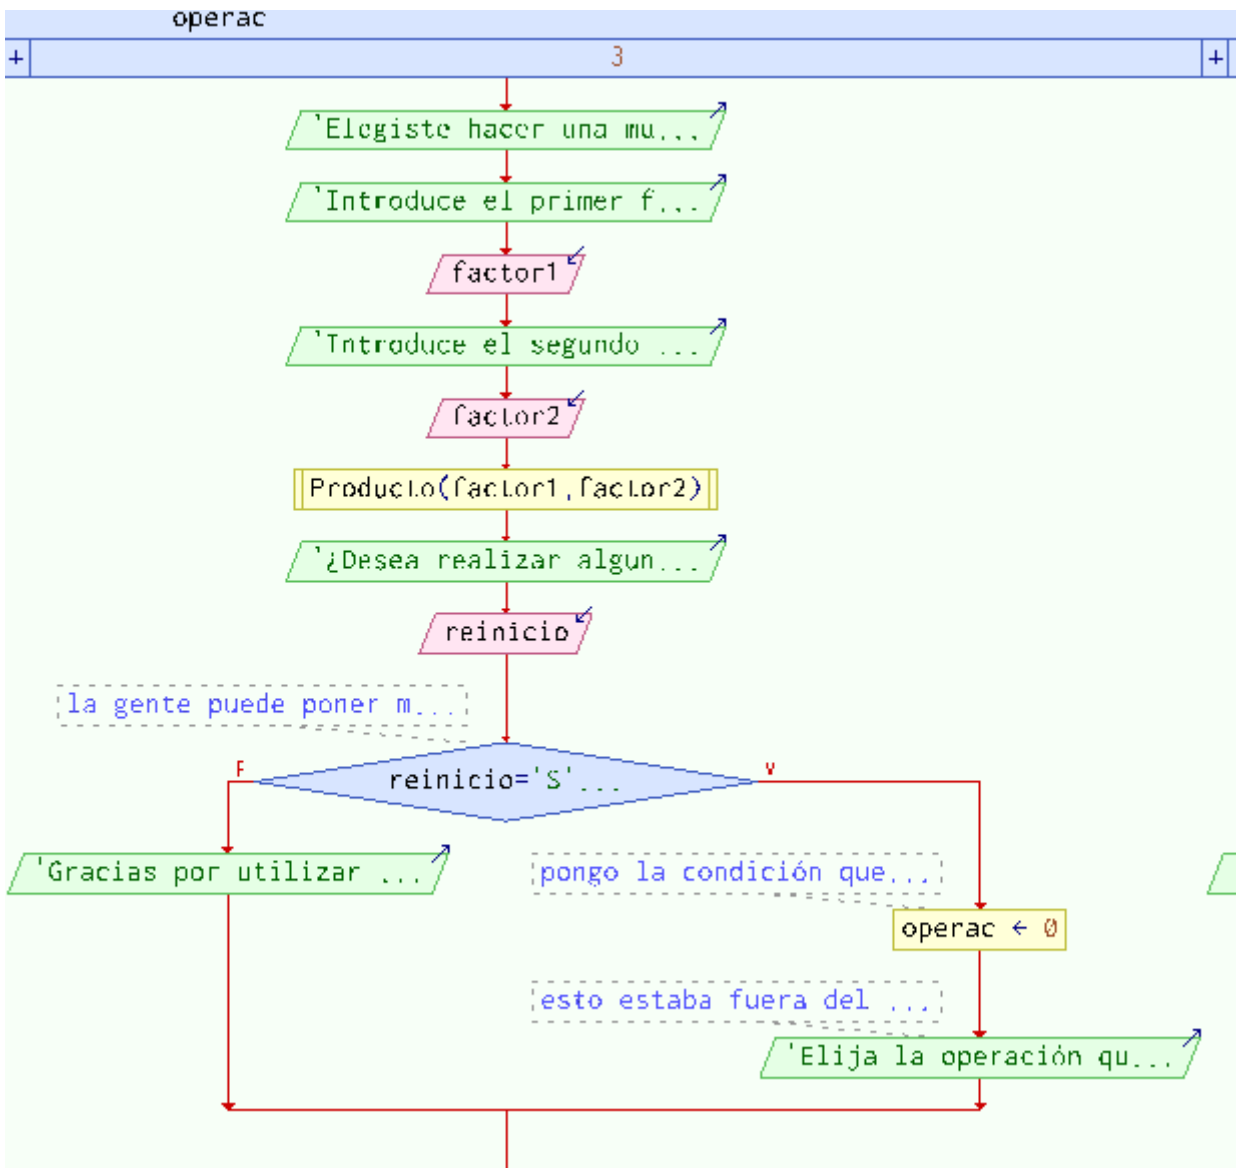 operac
+ 3 +
'Elegiste hacer una mu...
'Introduce el primer f...
factor1
'Introduce el segundo ...
factor2
Producto(factor1,factor2)
'¿Desea realizar algun...
reinicio
la gente puede poner m...
F V
reinicio='S'...
'Gracias por utilizar ...
pongo la condición que...
operac ← 0
esto estaba fuera del ...
'Elija la operación qu...